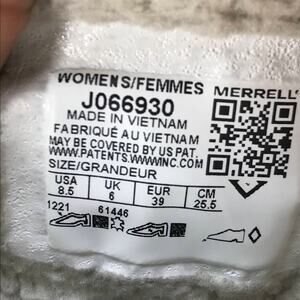 WOMENS/FEMMES MERRELL
J066930
MADE IN VIETNAM
FABRIQUÉ AU VIETNAM
MAY BE COVERED BY US PAT.
WWW.PATENTS.WWWINC.COM
SIZE/GRANDEUR
USA UK EUR CM
8.5 6 39 25.5
1221 61446